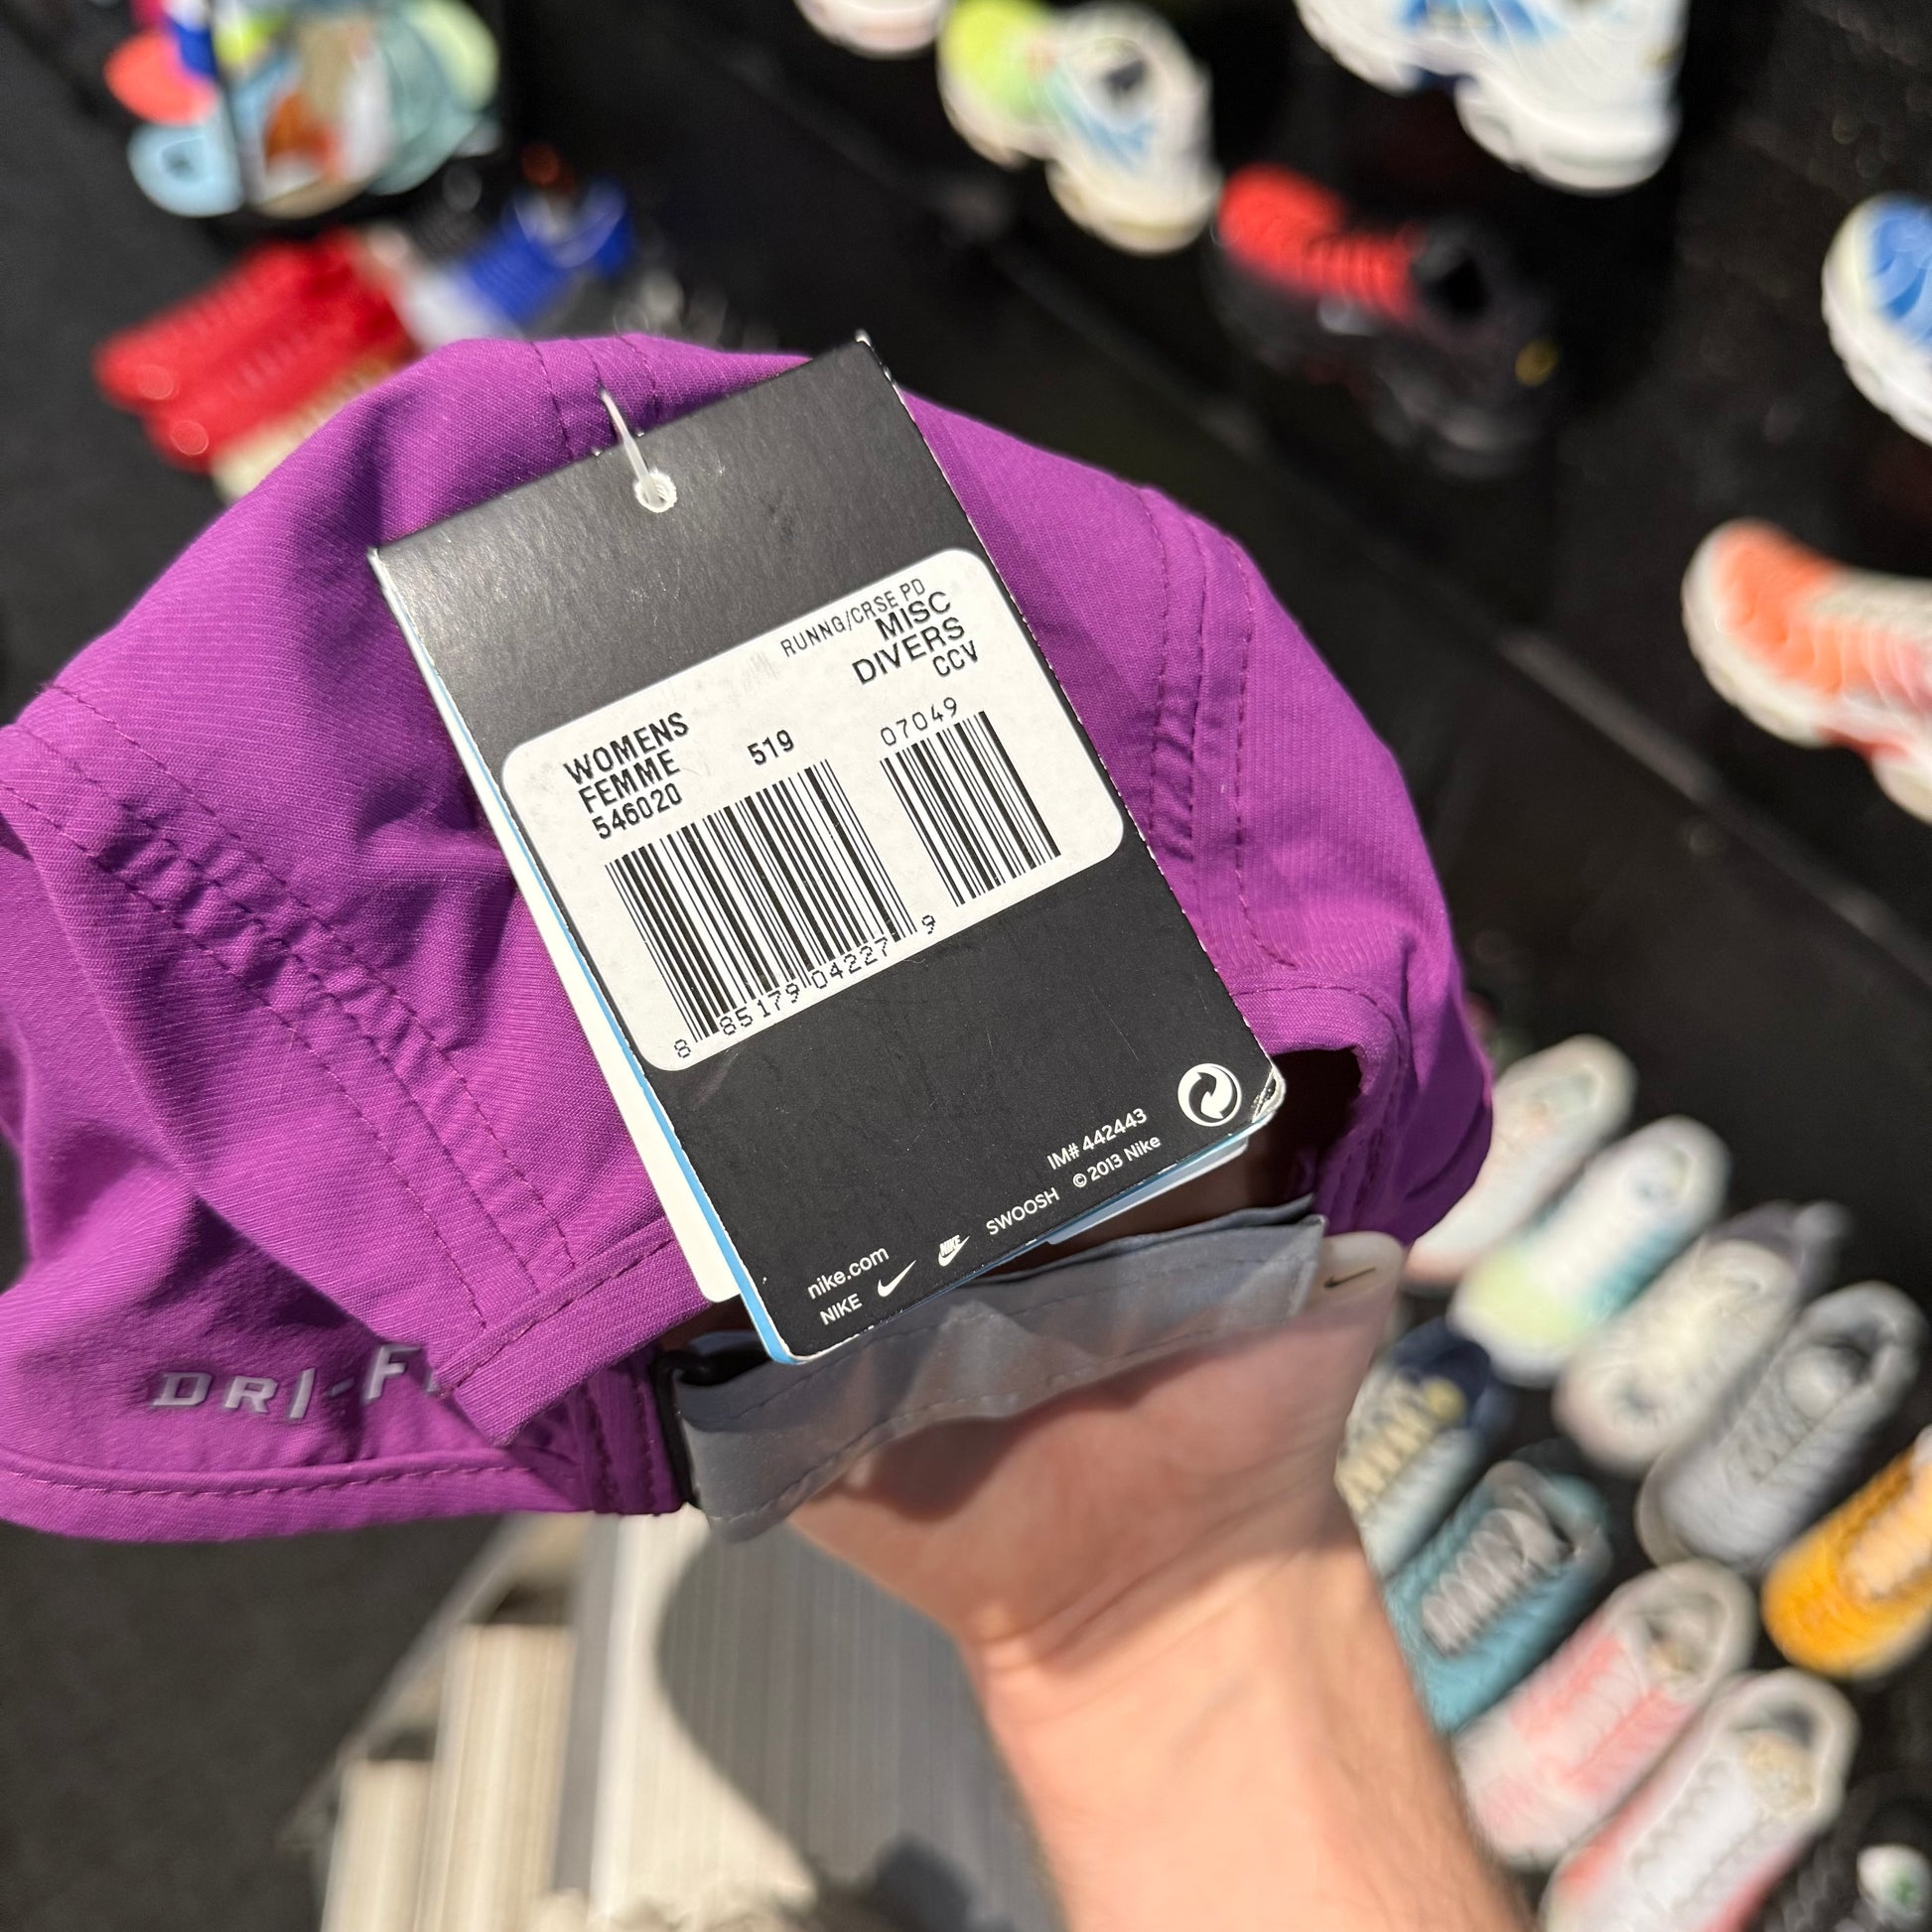 RUNNG/CRSE PD
MISC
DIVERS
CCV
WOMENS
FEMME
546020
519
07049
8 85179 04227 9
IM# 442443
SWOOSH © 2013 Nike
nike.com
NIKE
NIKE
DRI-F